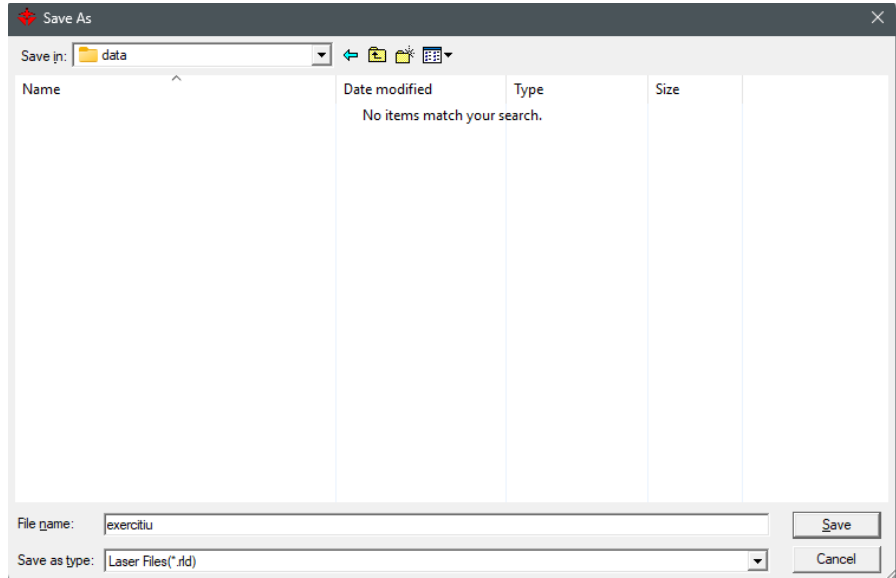 Save As
Save in: data
Name Date modified Type Size
No items match your search.
File name: exercitiu Save
Save as type: Laser Files(*.rld) Cancel